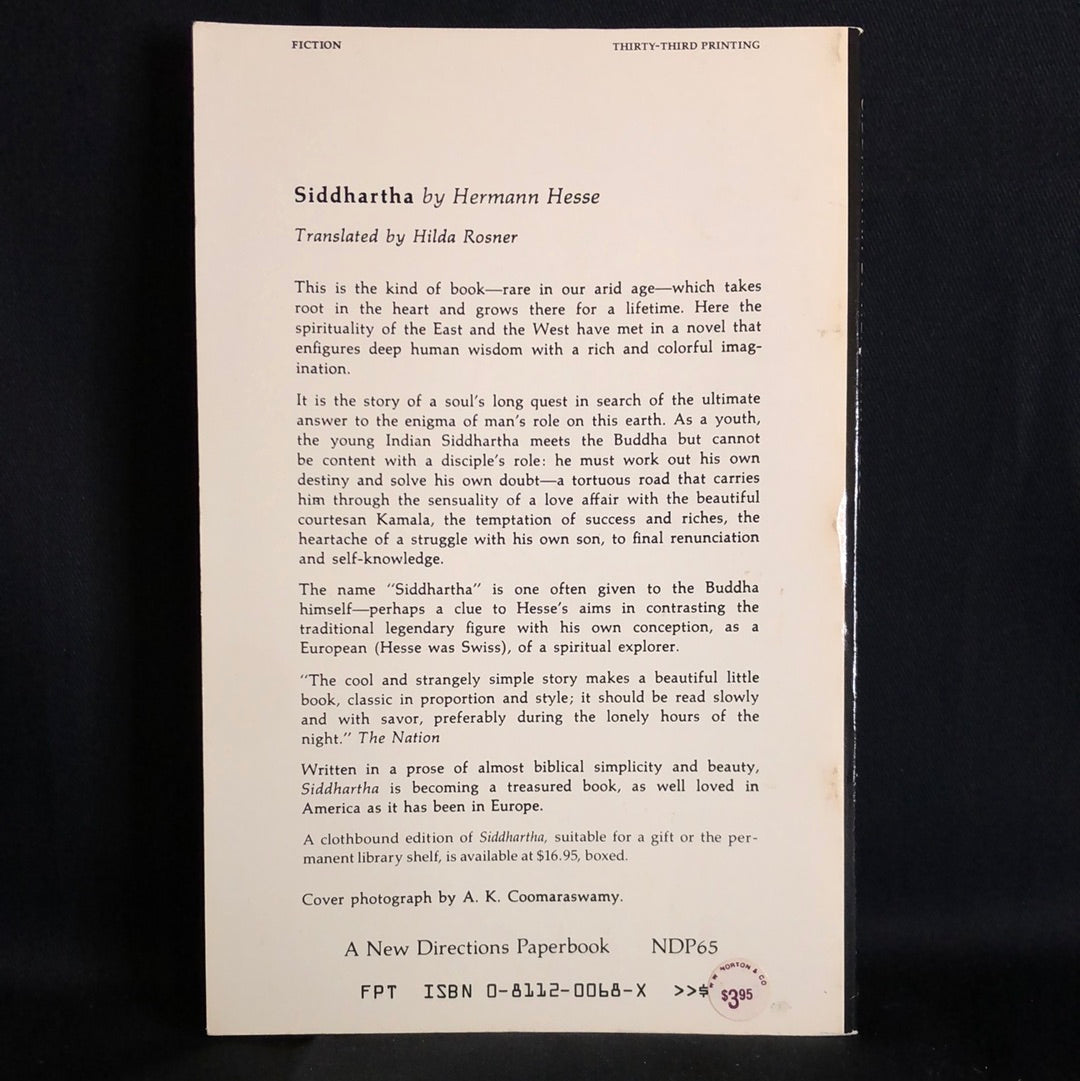 FICTION THIRTY-THIRD PRINTING
Siddhartha by Hermann Hesse
Translated by Hilda Rosner
This is the kind of book—rare in our arid age—which takes
root in the heart and grows there for a lifetime. Here the
spirituality of the East and the West have met in a novel that
enfigures deep human wisdom with a rich and colorful imag-
ination.
It is the story of a soul's long quest in search of the ultimate
answer to the enigma of man's role on this earth. As a youth,
the young Indian Siddhartha meets the Buddha but cannot
be content with a disciple's role: he must work out his own
destiny and solve his own doubt—a tortuous road that carries
him through the sensuality of a love affair with the beautiful
courtesan Kamala, the temptation of success and riches, the
heartache of a struggle with his own son, to final renunciation
and self-knowledge.
The name "Siddhartha" is one often given to the Buddha
himself—perhaps a clue to Hesse's aims in contrasting the
traditional legendary figure with his own conception, as a
European (Hesse was Swiss), of a spiritual explorer.
"The cool and strangely simple story makes a beautiful little
book, classic in proportion and style; it should be read slowly
and with savor, preferably during the lonely hours of the
night." The Nation
Written in a prose of almost biblical simplicity and beauty,
Siddhartha is becoming a treasured book, as well loved in
America as it has been in Europe.
A clothbound edition of Siddhartha, suitable for a gift or the per-
manent library shelf, is available at $16.95, boxed.
Cover photograph by A. K. Coomaraswamy.
A New Directions Paperbook NDP65
FPT ISBN 0-8112-0068-X >>$
W W NORTON & CO
$3.95